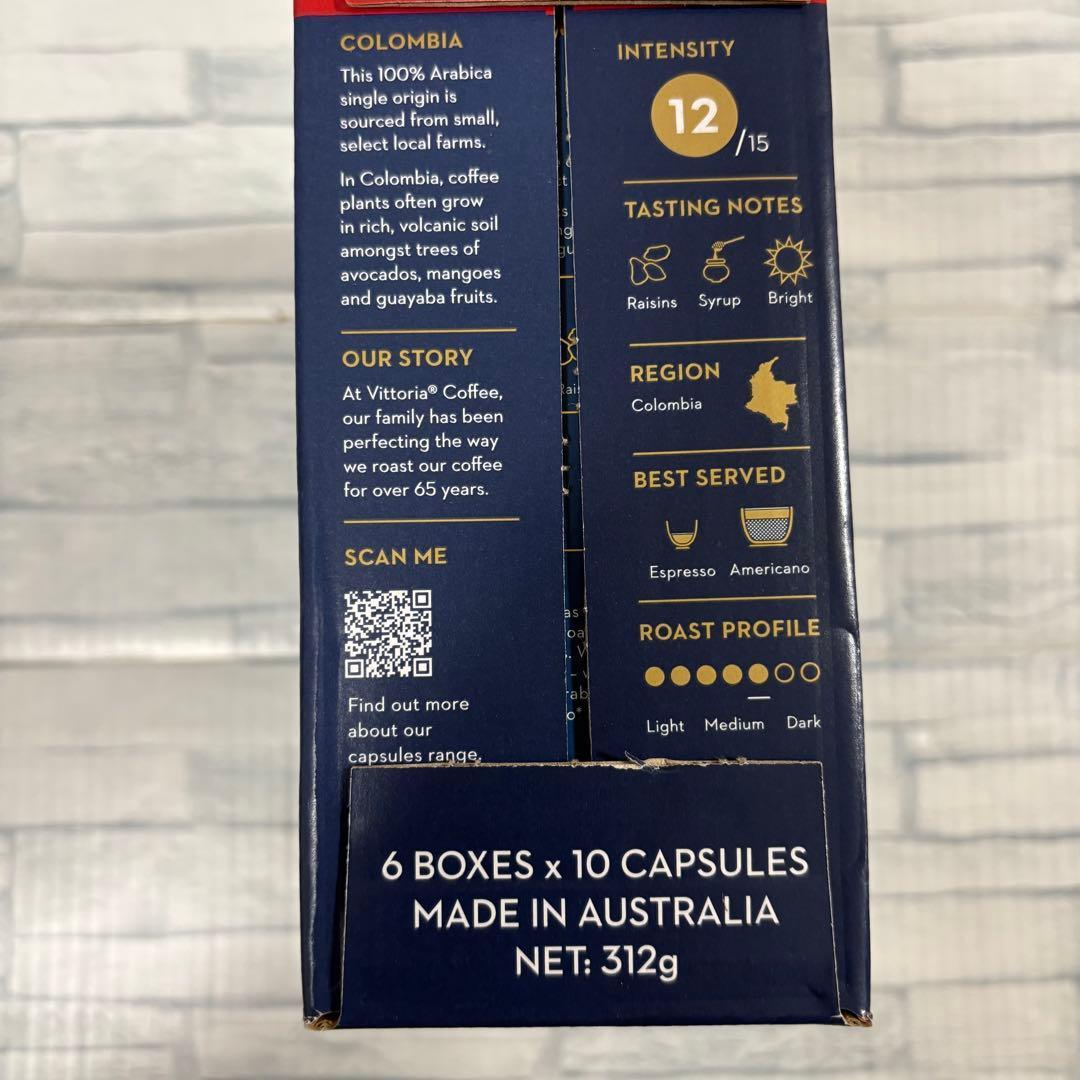 COLOMBIA
This 100% Arabica
single origin is
sourced from small,
select local farms.
In Colombia, coffee
plants often grow
in rich, volcanic soil
amongst trees of
avocados, mangoes
and guayaba fruits.
OUR STORY
At Vittoria® Coffee,
our family has been
perfecting the way
we roast our coffee
for over 65 years.
SCAN ME
Find out more
about our
capsules range.
INTENSITY
12/15
TASTING NOTES
Raisins Syrup Bright
REGION
Colombia
BEST SERVED
Espresso Americano
ROAST PROFILE
Light Medium Dark
6 BOXES x 10 CAPSULES
MADE IN AUSTRALIA
NET: 312g